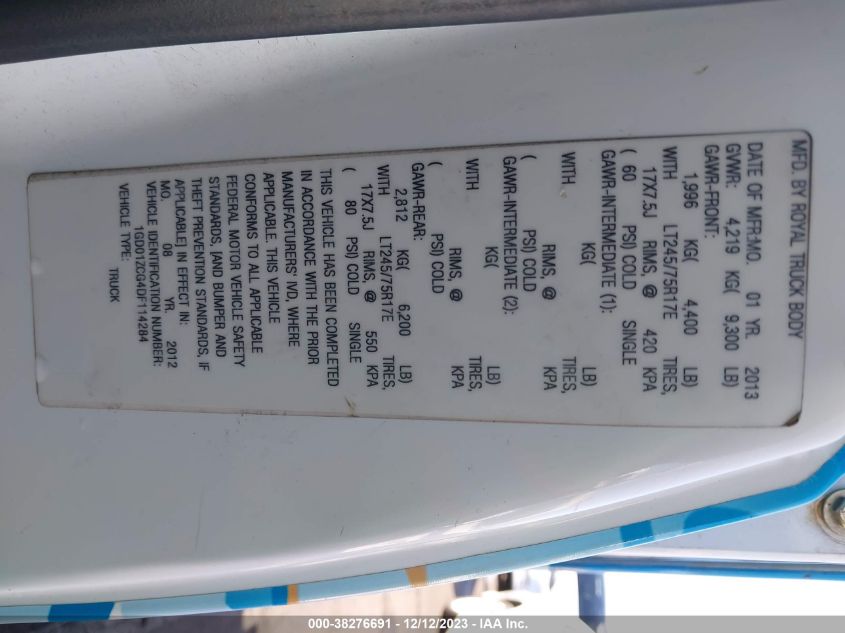 MFD. BY ROYAL TRUCK BODY
DATE OF MFR:MO. 01 YR. 2013
GVWR: 4,219 KG( 9,300 LB)
GAWR-FRONT:
1,996 KG( 4,400 LB)
WITH LT245/75R17E TIRES,
17X7.5J RIMS, @ 420 KPA
( 60 PSI) COLD SINGLE
GAWR-INTERMEDIATE (1):
KG( LB)
WITH TIRES,
RIMS, @ KPA
( PSI) COLD
GAWR-INTERMEDIATE (2):
KG( LB)
WITH TIRES,
RIMS, @ KPA
( PSI) COLD
GAWR-REAR:
2,812 KG( 6,200 LB)
WITH LT245/75R17E TIRES,
17X7.5J RIMS, @ 550 KPA
( 80 PSI) COLD SINGLE
THIS VEHICLE HAS BEEN COMPLETED
IN ACCORDANCE WITH THE PRIOR
MANUFACTURERS' IVD, WHERE
APPLICABLE. THIS VEHICLE
CONFORMS TO ALL APPLICABLE
FEDERAL MOTOR VEHICLE SAFETY
STANDARDS, [AND BUMPER AND
THEFT PREVENTION STANDARDS, IF
APPLICABLE] IN EFFECT IN:
MO. 08 YR. 2012
VEHICLE IDENTIFICATION NUMBER:
1GD01ZCG4DF114284
VEHICLE TYPE:
TRUCK
000-38276691 - 12/12/2023 - IAA Inc.